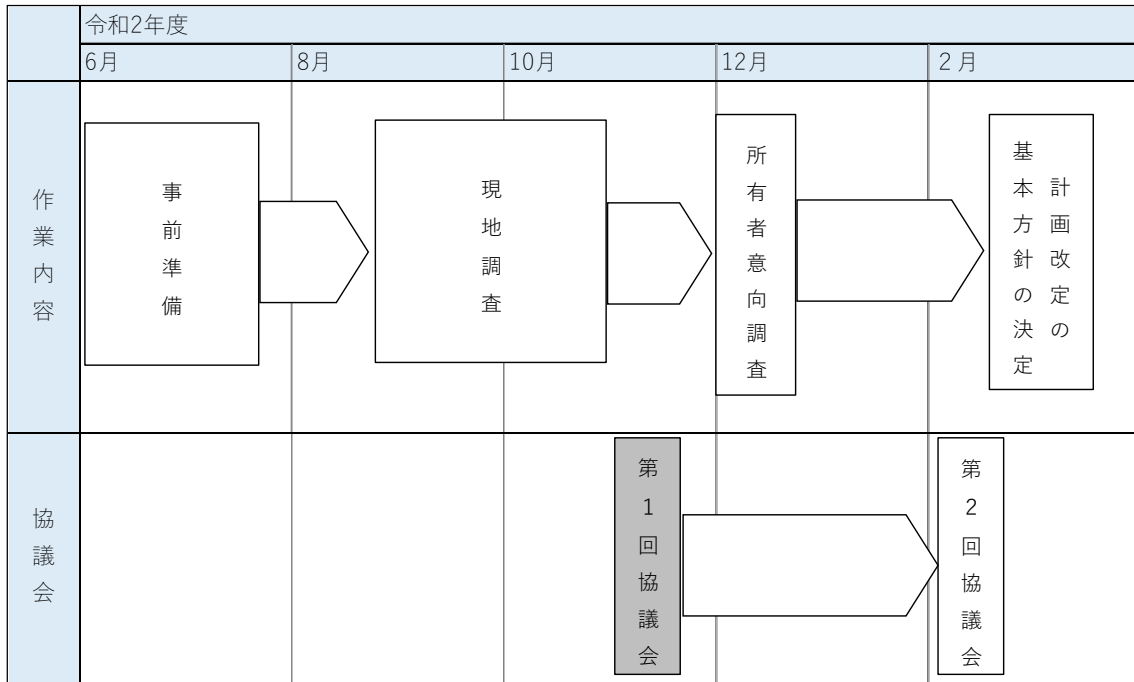 令和2年度
6月
8月
10月
12月
２月
作業内容
事前準備
現地調査
所有者意向調査
計画改定の
基本方針の決定
協議会
第1回協議会
第2回協議会